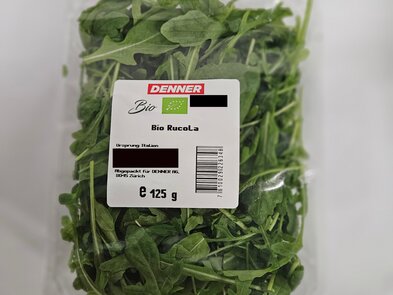 DENNER
Bio
Bio RucoLa
Ursprung: Italien
Abgepackt für DENNER AG,
8045 Zürich
e 125 g